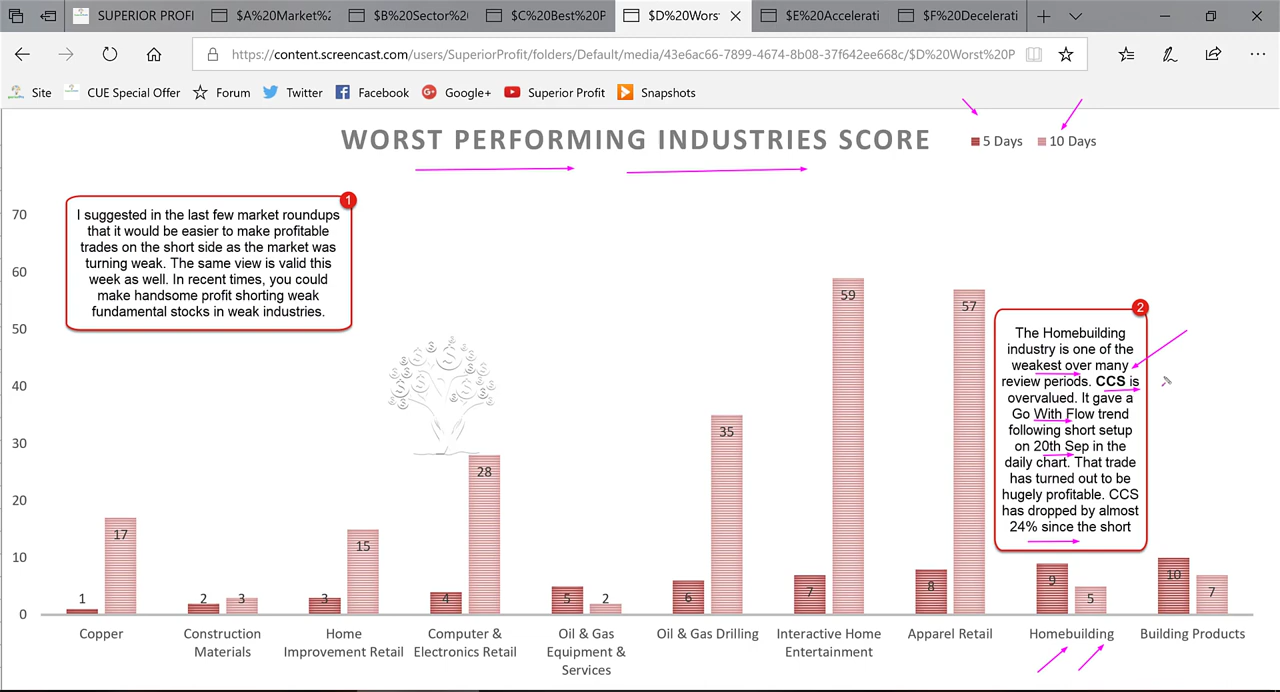 SUPERIOR PROFI
$A%20Market%2
$B%20Sector%20
$C%20Best%20P
$D%20Wors
$E%20Accelerati
$F%20Decelerati
https://content.screencast.com/users/SuperiorProfit/folders/Default/media/43e6ac66-7899-4674-8b08-37f642ee668c/$D%20Worst%20P
Site CUE Special Offer Forum Twitter Facebook Google+ Superior Profit Snapshots
WORST PERFORMING INDUSTRIES SCORE
5 Days 10 Days
1
I suggested in the last few market roundups
that it would be easier to make profitable
trades on the short side as the market was
turning weak. The same view is valid this
week as well. In recent times, you could
make handsome profit shorting weak
fundamental stocks in weak industries.
2
The Homebuilding
industry is one of the
weakest over many
review periods. CCS is
overvalued. It gave a
Go With Flow trend
following short setup
on 20th Sep in the
daily chart. That trade
has turned out to be
hugely profitable. CCS
has dropped by almost
24% since the short
70
60
50
40
30
20
10
0
1 17
2 3
3 15
4 28
5 2
6 35
7 59
8 57
9 5
10 7
Copper
Construction
Materials
Home
Improvement Retail
Computer &
Electronics Retail
Oil & Gas
Equipment &
Services
Oil & Gas Drilling
Interactive Home
Entertainment
Apparel Retail
Homebuilding
Building Products